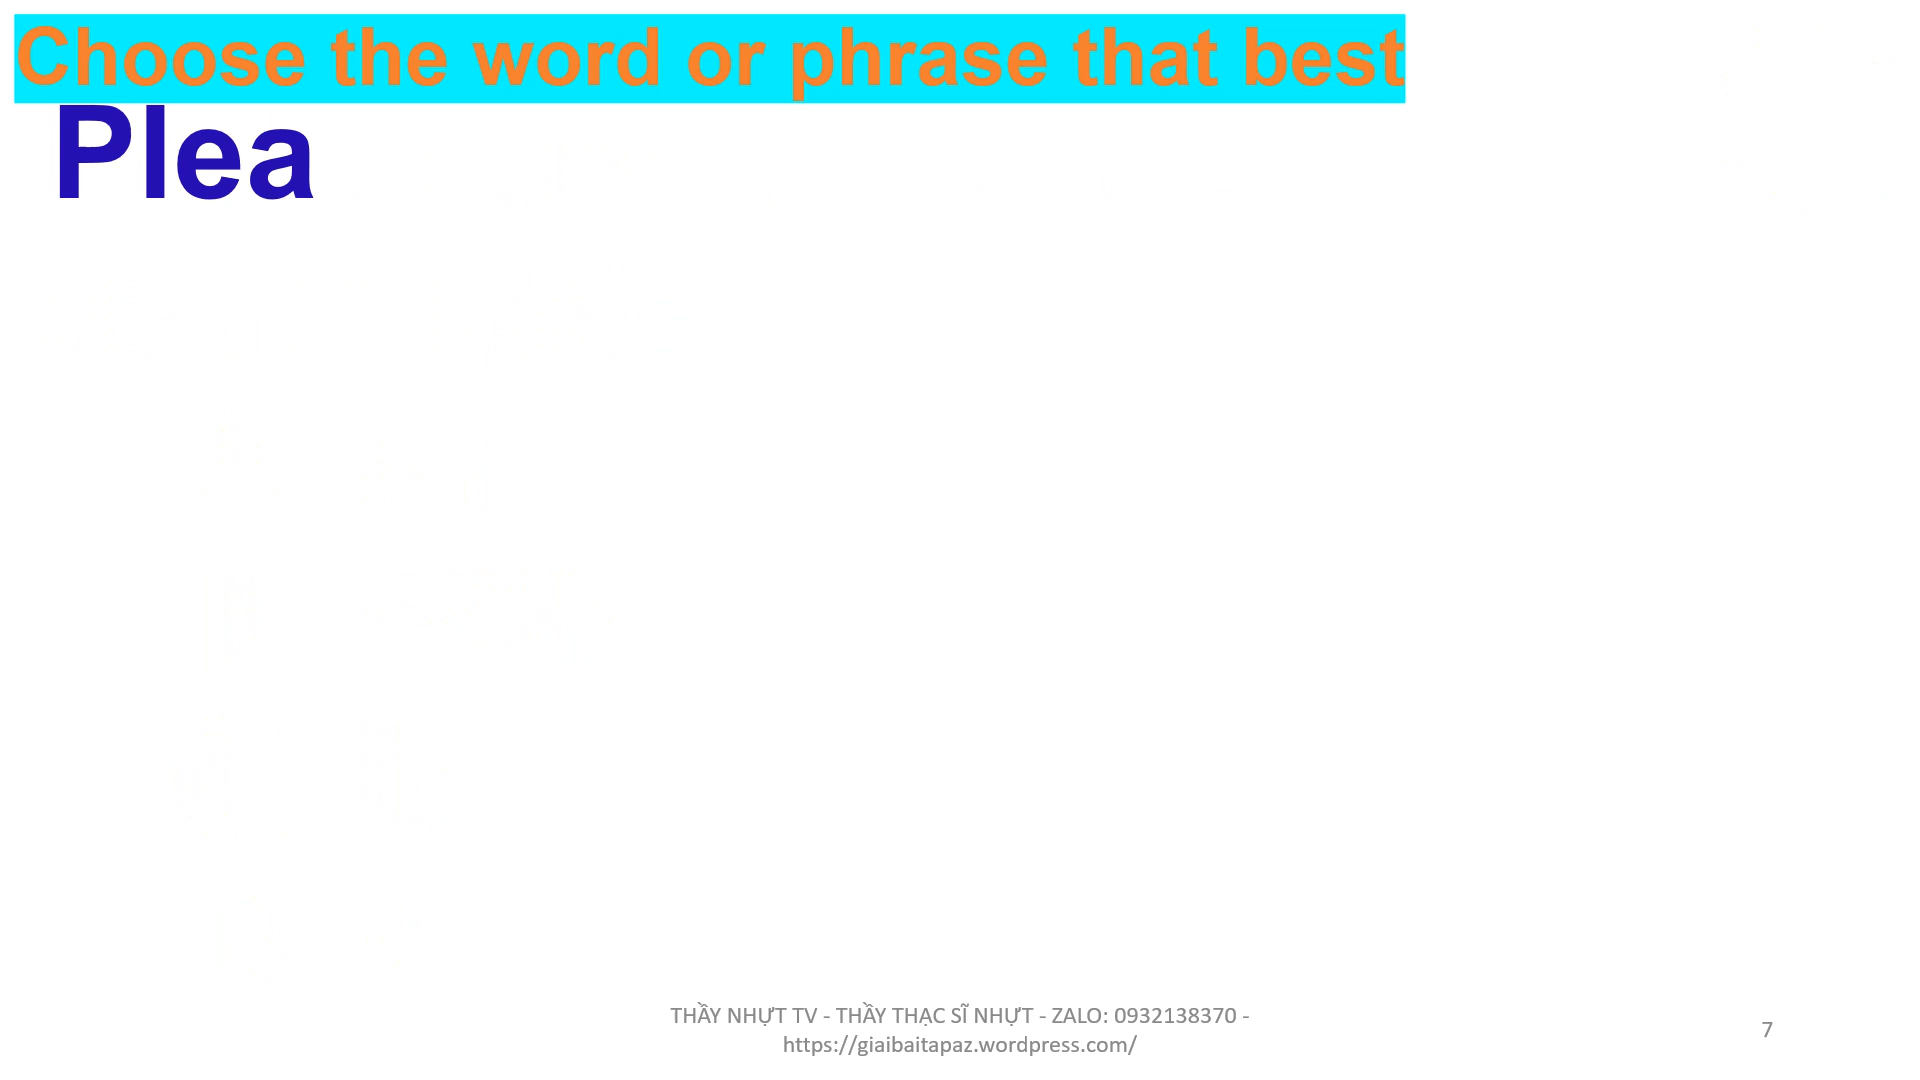 Choose the word or phrase that best
Plea
THẦY NHỰT TV - THẦY THẠC SĨ NHỰT - ZALO: 0932138370 -
https://giaibaitapaz.wordpress.com/
7